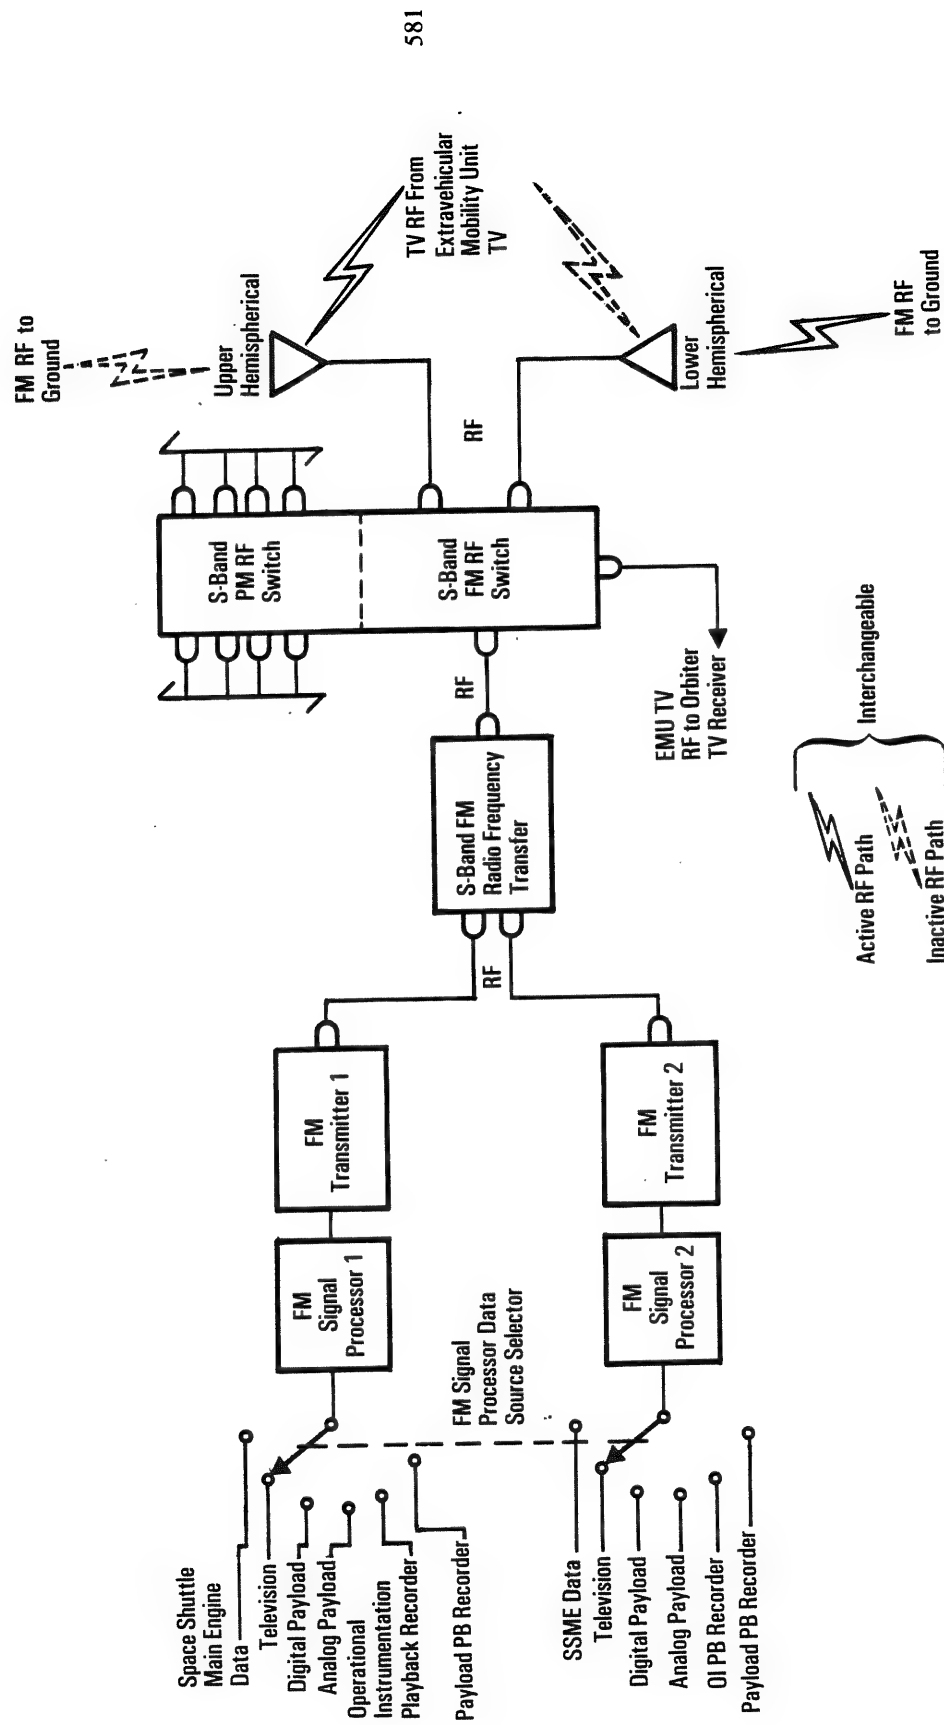 Space Shuttle
Main Engine
Data
Television
Digital Payload
Analog Payload
Operational
Instrumentation
Playback Recorder
Payload PB Recorder
SSME Data
Television
Digital Payload
Analog Payload
OI PB Recorder
Payload PB Recorder
FM Signal
Processor Data
Source Selector
FM
Signal
Processor 1
FM
Signal
Processor 2
FM
Transmitter 1
FM
Transmitter 2
RF
S-Band FM
Radio Frequency
Transfer
RF
S-Band
PM RF
Switch
S-Band
FM RF
Switch
RF
EMU TV
RF to Orbiter
TV Receiver
FM RF to
Ground
Upper
Hemispherical
TV RF From
Extravehicular
Mobility Unit
TV
Lower
Hemispherical
FM RF
to Ground
Active RF Path
Inactive RF Path
Interchangeable
581